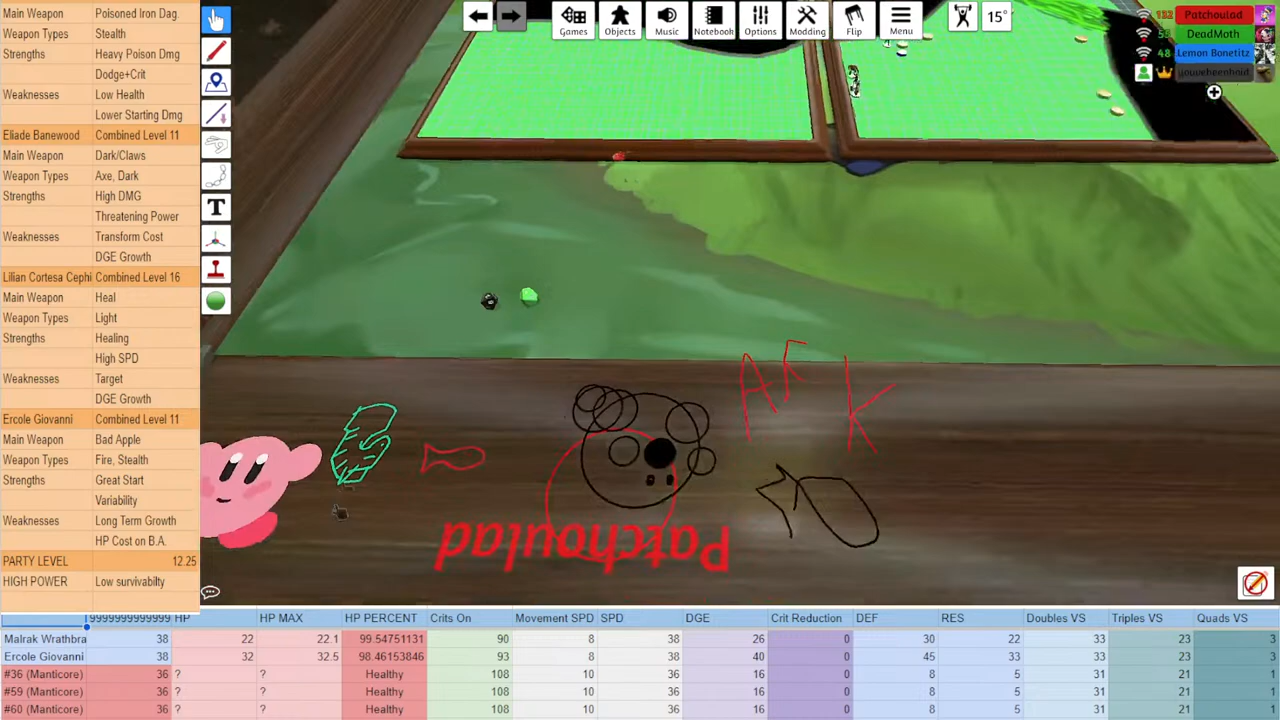 Main Weapon Poisoned Iron Dag.
Weapon Types Stealth
Strengths Heavy Poison Dmg
Dodge+Crit
Weaknesses Low Health
Lower Starting Dmg
Eliade Banewood Combined Level 11
Main Weapon Dark/Claws
Weapon Types Axe, Dark
Strengths High DMG
Threatening Power
Weaknesses Transform Cost
DGE Growth
Lilian Cortesa Cephi Combined Level 16
Main Weapon Heal
Weapon Types Light
Strengths Healing
High SPD
Weaknesses Target
DGE Growth
Ercole Giovanni Combined Level 11
Main Weapon Bad Apple
Weapon Types Fire, Stealth
Strengths Great Start
Variability
Weaknesses Long Term Growth
HP Cost on B.A.
PARTY LEVEL 12.25
HIGH POWER Low survivabilty
T
Games Objects Music Notebook Options Modding Flip Menu 15°
132 Patchoulad
DeadMoth
48 Lemon Bonetitz
AFK
Patchoulad
9999999999999 HP HP MAX HP PERCENT Crits On Movement SPD SPD DGE Crit Reduction DEF RES Doubles VS Triples VS Quads VS
Malrak Wrathbra 38 22 22.1 99.54751131 90 8 38 26 0 30 22 33 23 3
Ercole Giovanni 38 32 32.5 98.46153846 93 8 38 40 0 45 33 33 23 3
#36 (Manticore) 36 ? ? Healthy 108 10 36 16 0 8 5 31 21 1
#59 (Manticore) 36 ? ? Healthy 108 10 36 16 0 8 5 31 21 1
#60 (Manticore) 36 ? ? Healthy 108 10 36 16 0 8 5 31 21 1